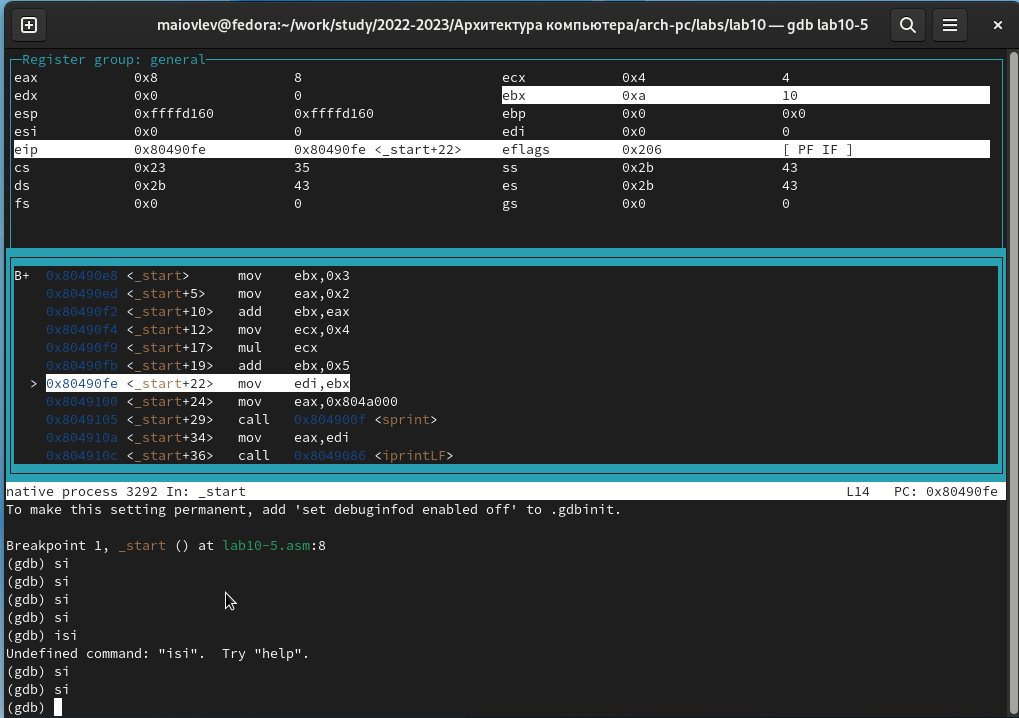 maiovlev@fedora:~/work/study/2022-2023/Архитектура компьютера/arch-pc/labs/lab10 — gdb lab10-5
Register group: general
eax 0x8 8 ecx 0x4 4
edx 0x0 0 ebx 0xa 10
esp 0xffffd160 0xffffd160 ebp 0x0 0x0
esi 0x0 0 edi 0x0 0
eip 0x80490fe 0x80490fe <_start+22> eflags 0x206 [ PF IF ]
cs 0x23 35 ss 0x2b 43
ds 0x2b 43 es 0x2b 43
fs 0x0 0 gs 0x0 0
B+ 0x80490e8 <_start> mov ebx,0x3
0x80490ed <_start+5> mov eax,0x2
0x80490f2 <_start+10> add ebx,eax
0x80490f4 <_start+12> mov ecx,0x4
0x80490f9 <_start+17> mul ecx
0x80490fb <_start+19> add ebx,0x5
> 0x80490fe <_start+22> mov edi,ebx
0x8049100 <_start+24> mov eax,0x804a000
0x8049105 <_start+29> call 0x804900f <sprint>
0x804910a <_start+34> mov eax,edi
0x804910c <_start+36> call 0x8049086 <iprintLF>
native process 3292 In: _start L14 PC: 0x80490fe
To make this setting permanent, add 'set debuginfod enabled off' to .gdbinit.
Breakpoint 1, _start () at lab10-5.asm:8
(gdb) si
(gdb) si
(gdb) si
(gdb) si
(gdb) isi
Undefined command: "isi". Try "help".
(gdb) si
(gdb) si
(gdb)